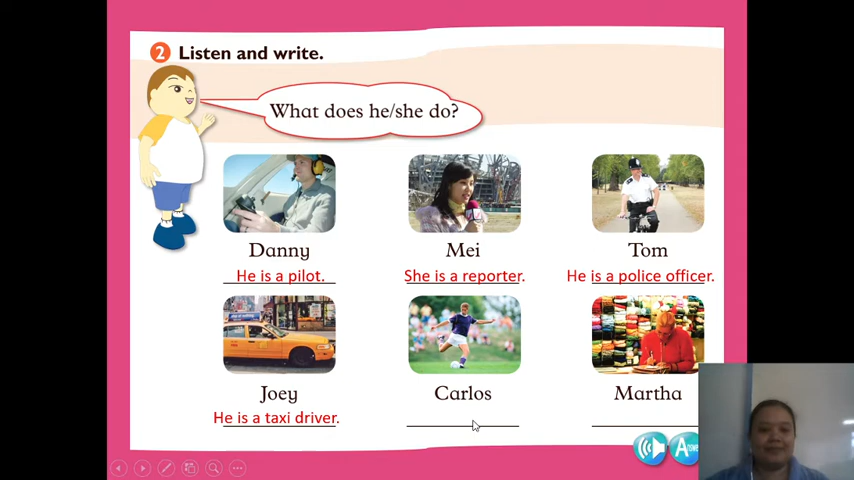 2 Listen and write.
What does he/she do?
Danny
Mei
Tom
He is a pilot.
She is a reporter.
He is a police officer.
Joey
Carlos
Martha
He is a taxi driver.